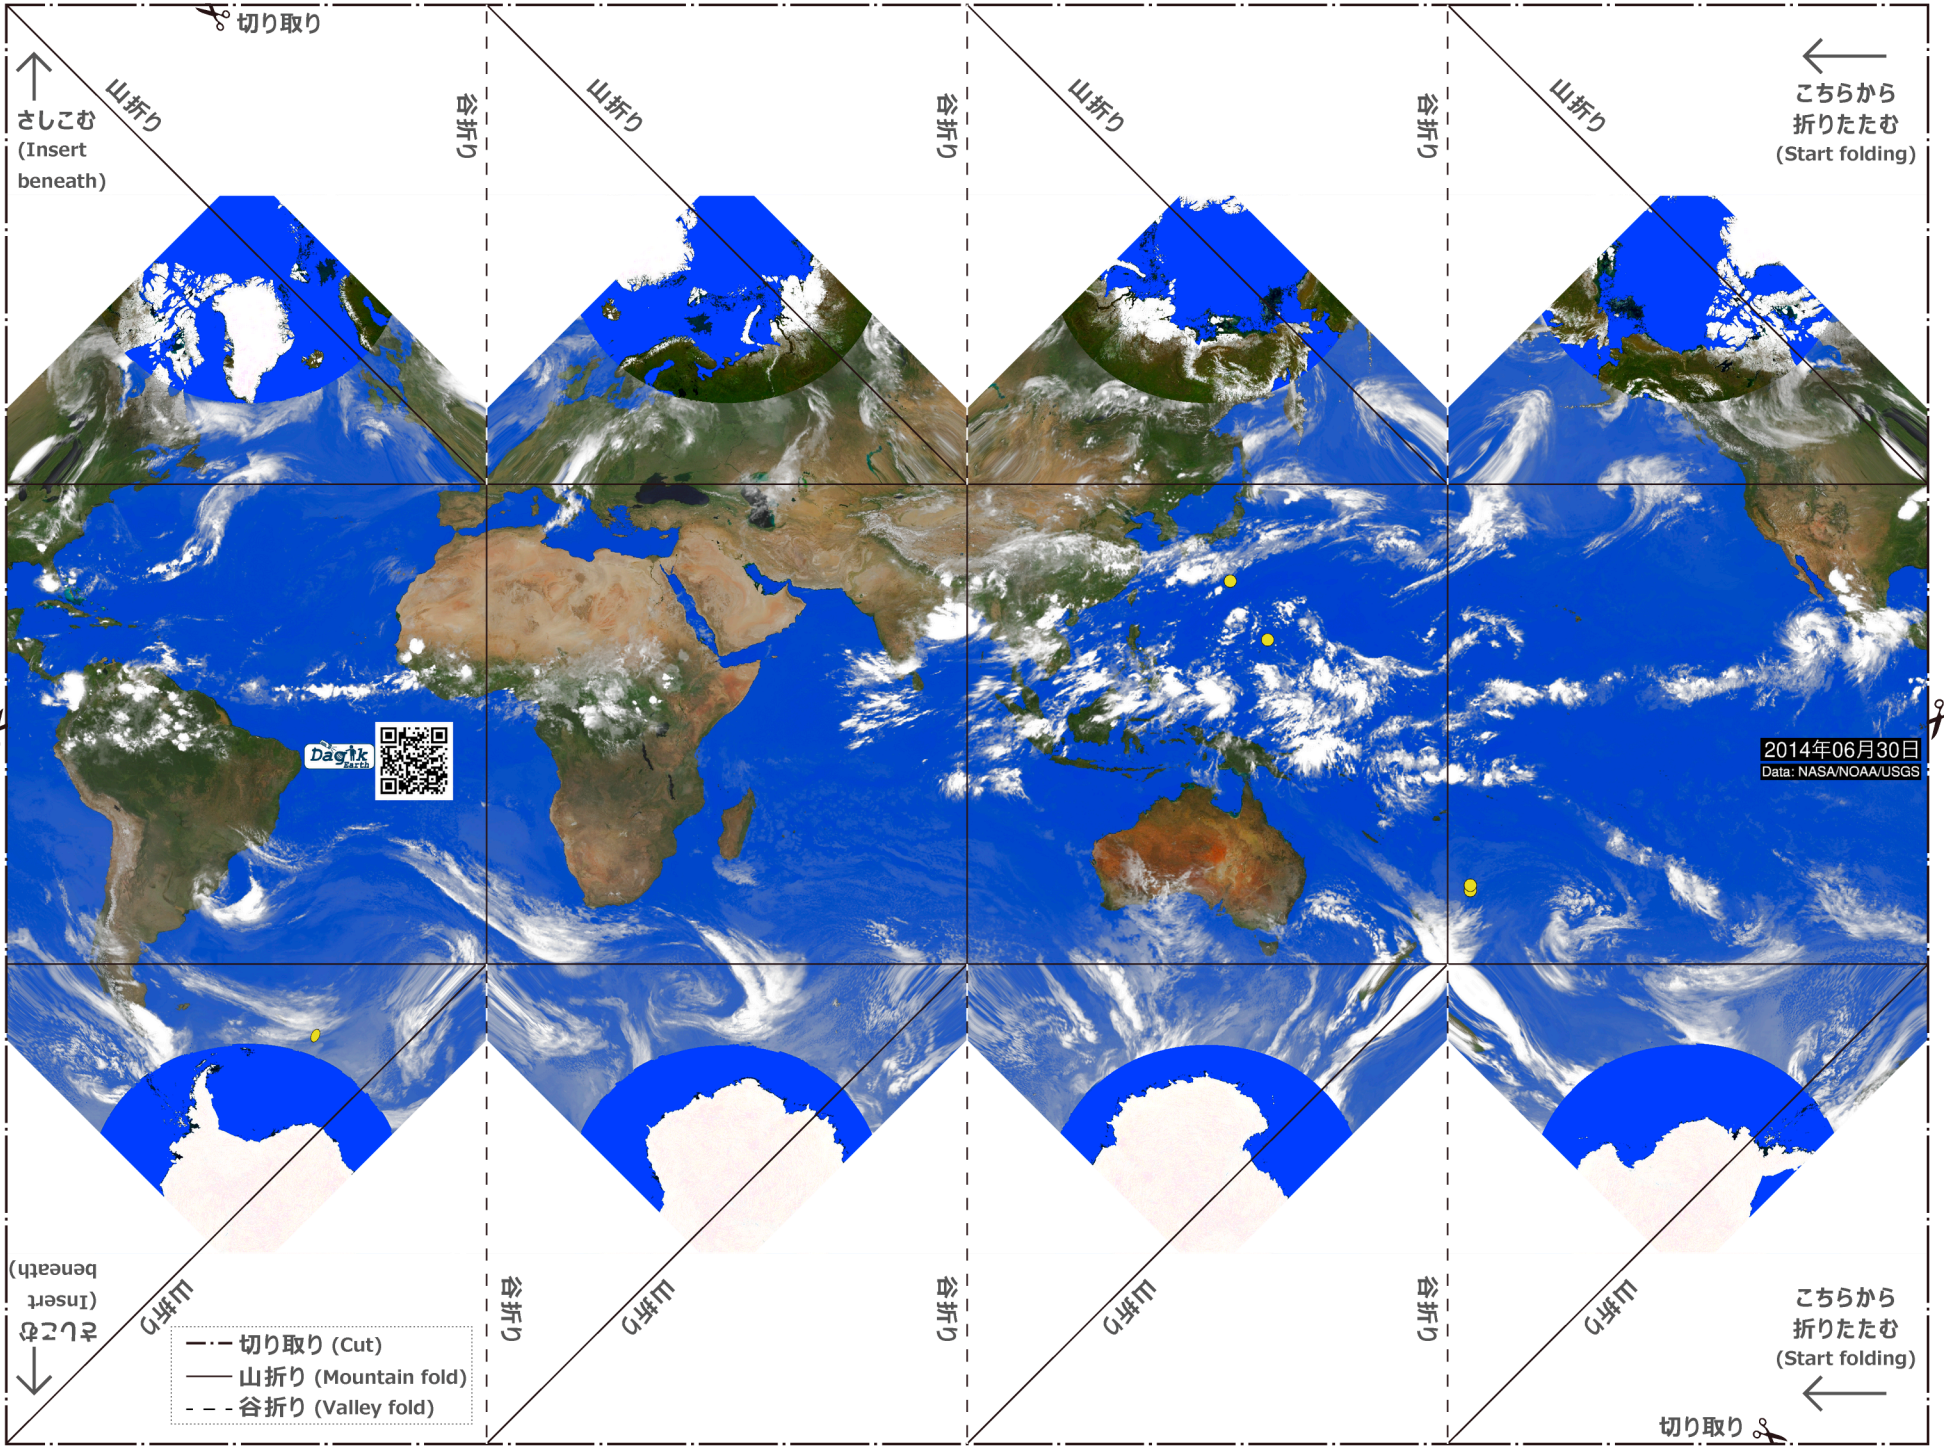 切り取り
山折り
谷折り
山折り
谷折り
山折り
谷折り
山折り
さしこむ
(Insert
beneath)
こちらから
折りたたむ
(Start folding)
Dagik
Earth
2014年06月30日
Data: NASA/NOAA/USGS
さしこむ
(Insert
beneath)
山折り
谷折り
山折り
谷折り
山折り
谷折り
山折り
こちらから
折りたたむ
(Start folding)
切り取り (Cut)
山折り (Mountain fold)
谷折り (Valley fold)
切り取り